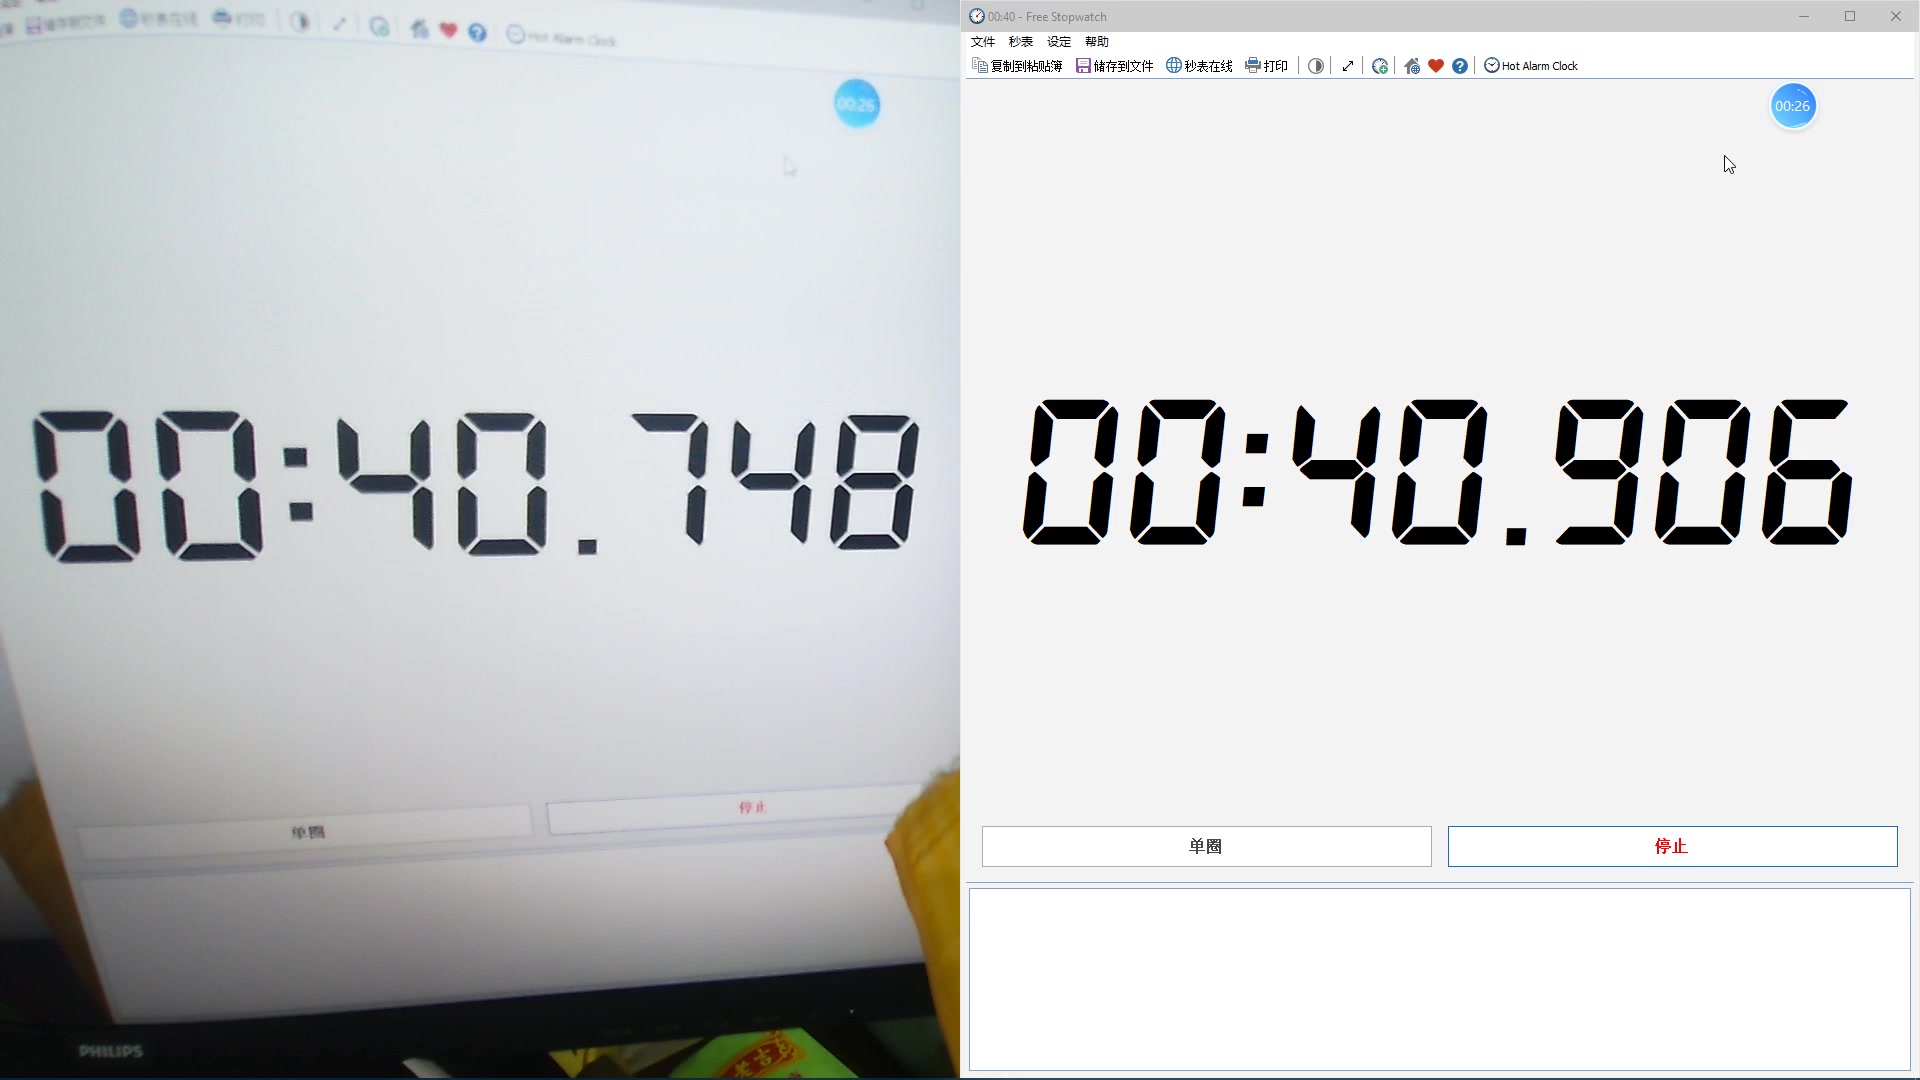 储存到文件 秒表在线 打印 Hot Alarm Clock
00:26
00:40.748
单圈 停止
PHILIPS
老吉
00:40 - Free Stopwatch
文件 秒表 设定 帮助
复制到粘贴簿 储存到文件 秒表在线 打印 Hot Alarm Clock
00:26
00:40.906
单圈 停止